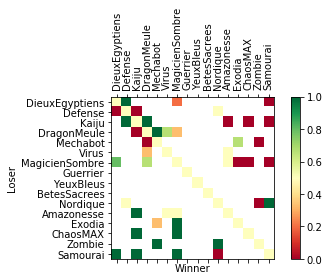 DieuxEgyptiens
Defense
Kaiju
DragonMeule
Mechabot
Virus
MagicienSombre
Guerrier
YeuxBleus
BetesSacrees
Nordique
Amazonesse
Exodia
ChaosMAX
Zombie
Samourai
DieuxEgyptiens
Defense
Kaiju
DragonMeule
Mechabot
Virus
MagicienSombre
Guerrier
YeuxBleus
BetesSacrees
Nordique
Amazonesse
Exodia
ChaosMAX
Zombie
Samourai
Loser
Winner
1.0
0.8
0.6
0.4
0.2
0.0